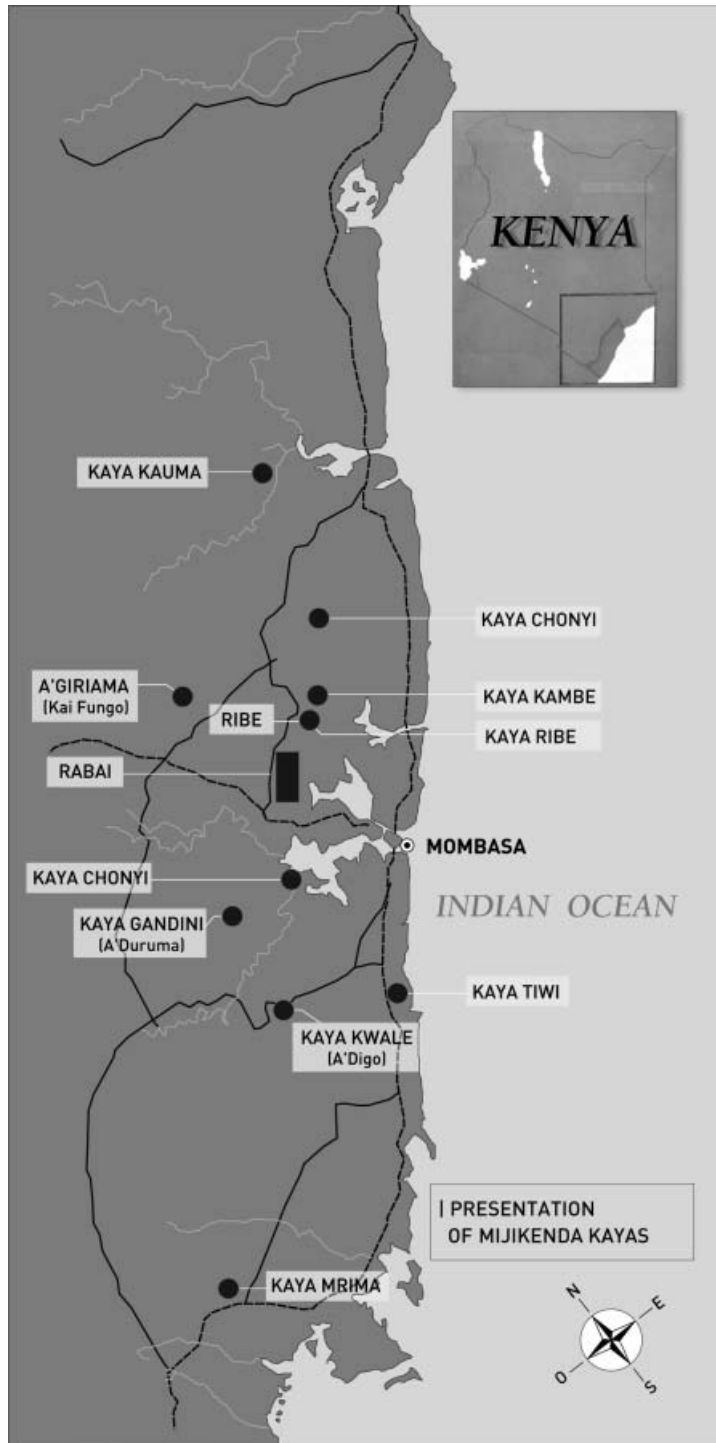 KENYA
KAYA KAUMA
KAYA CHONYI
A'GIRIAMA
(Kai Fungo)
KAYA KAMBE
RIBE
KAYA RIBE
RABAI
MOMBASA
KAYA CHONYI
INDIAN OCEAN
KAYA GANDINI
(A'Duruma)
KAYA TIWI
KAYA KWALE
(A'Digo)
| PRESENTATION
OF MIJIKENDA KAYAS
KAYA MRIMA
N
E
O
S